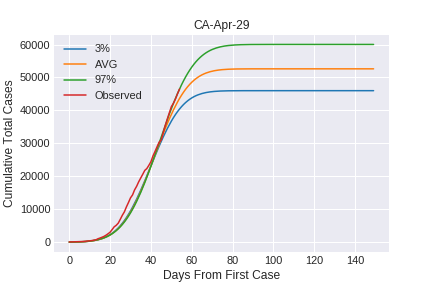 CA-Apr-29
Cumulative Total Cases
60000
50000
40000
30000
20000
10000
0
3%
AVG
97%
Observed
0 20 40 60 80 100 120 140
Days From First Case